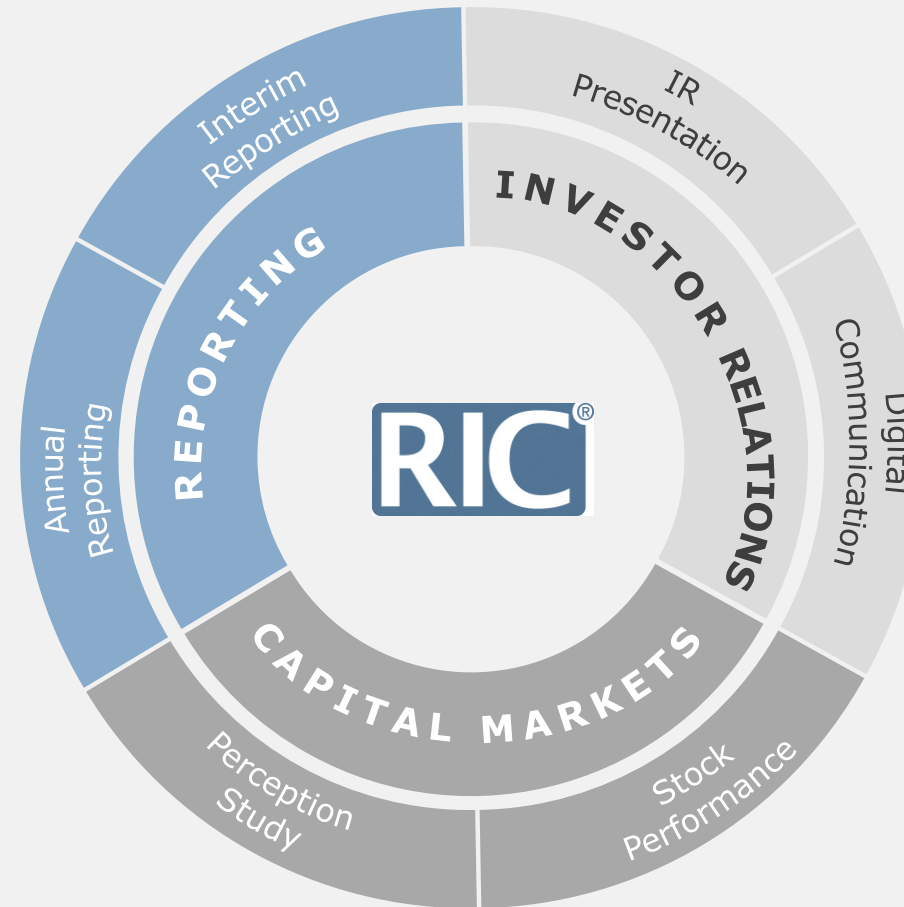 Interim
Reporting
IR
Presentation
REPORTING
INVESTOR RELATIONS
Annual
Reporting
RIC®
Digital
Communication
CAPITAL MARKETS
Perception
Study
Stock
Performance